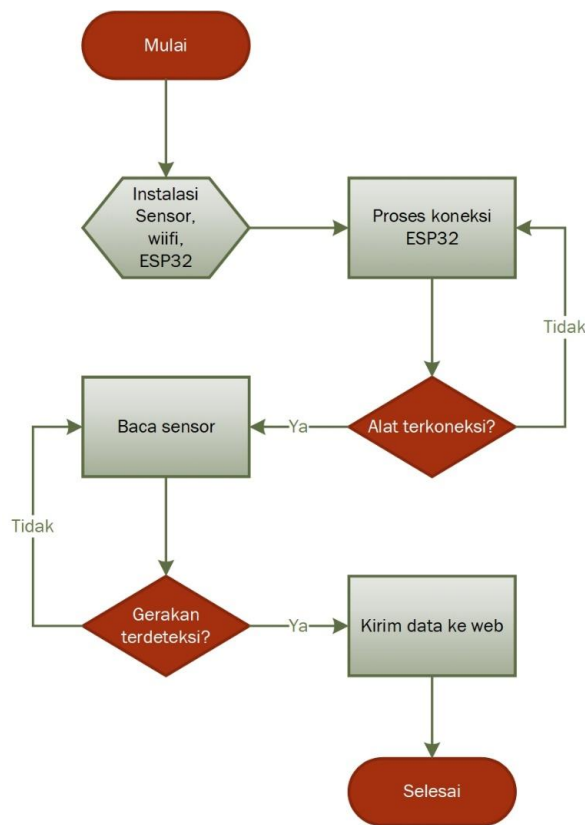 Mulai
Instalasi
Sensor,
wiifi,
ESP32
Proses koneksi
ESP32
Tidak
Alat terkoneksi?
Ya
Baca sensor
Tidak
Gerakan
terdeteksi?
Ya
Kirim data ke web
Selesai